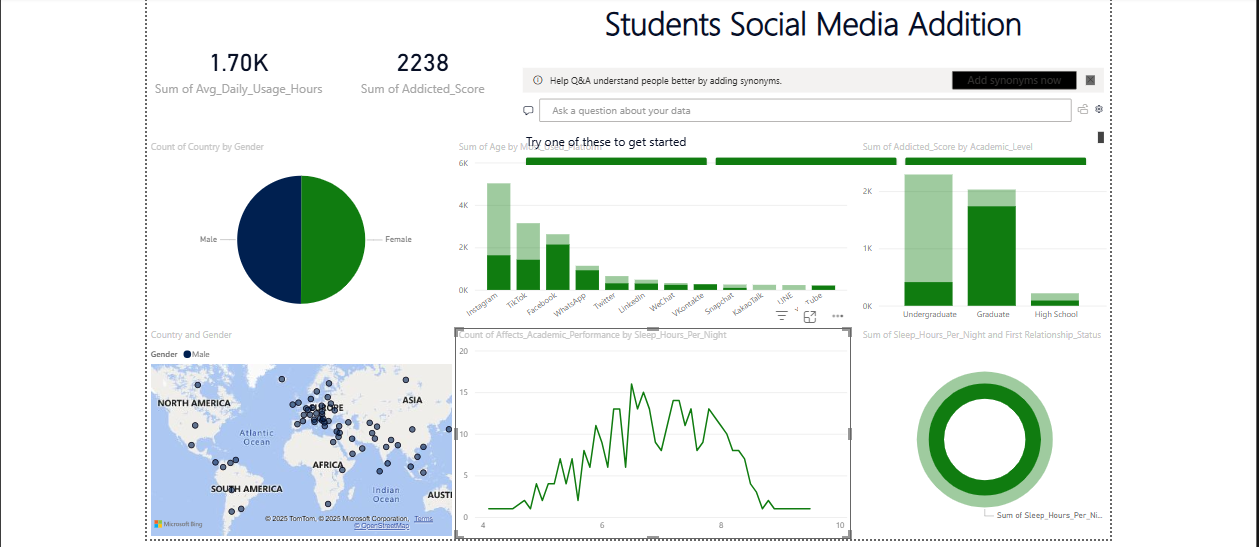 Students Social Media Addition
1.70K
Sum of Avg_Daily_Usage_Hours
2238
Sum of Addicted_Score
Help Q&A understand people better by adding synonyms.
Add synonyms now
Ask a question about your data
Try one of these to get started
Count of Country by Gender
Male
Female
Sum of Age by
6K
4K
2K
0K
Instagram
TikTok
Facebook
WhatsApp
Twitter
LinkedIn
WeChat
VKontakte
Snapchat
KakaoTalk
LINE
Tube
Sum of Addicted_Score by Academic_Level
2K
1K
0K
Undergraduate
Graduate
High School
Country and Gender
Gender Male
NORTH AMERICA
EUROPE
ASIA
Atlantic
Ocean
AFRICA
SOUTH AMERICA
Indian
Ocean
AUSTI
Microsoft Bing
© 2025 TomTom, © 2025 Microsoft Corporation, Terms
© OpenStreetMap
Count of Affects_Academic_Performance by Sleep_Hours_Per_Night
20
15
10
5
0
4
6
8
10
Sum of Sleep_Hours_Per_Night and First Relationship_Status
Sum of Sleep_Hours_Per_Ni...